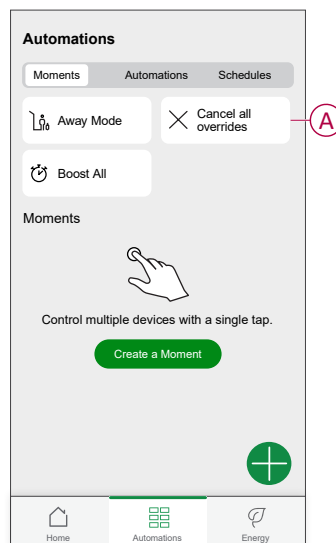 Automations
Moments Automations Schedules
Away Mode
Cancel all
overrides
A
Boost All
Moments
Control multiple devices with a single tap.
Create a Moment
Home Automations Energy